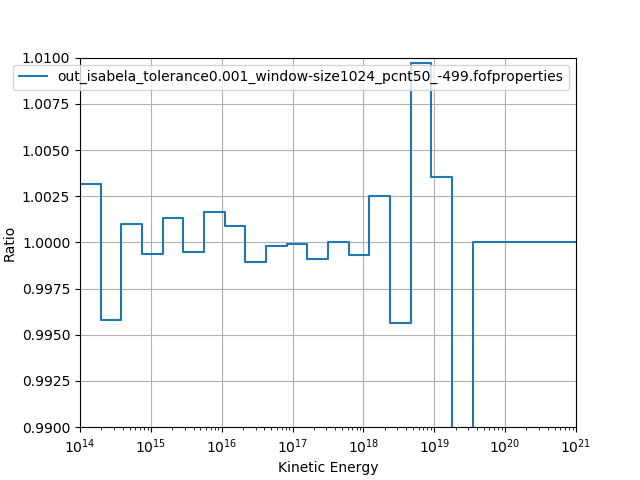 1.0100
out_isabela_tolerance0.001_window-size1024_pcnt50_-499.fofproperties
1.0075
1.0050
1.0025
1.0000
0.9975
0.9950
0.9925
0.9900
Ratio
10^14 10^15 10^16 10^17 10^18 10^19 10^20 10^21
Kinetic Energy